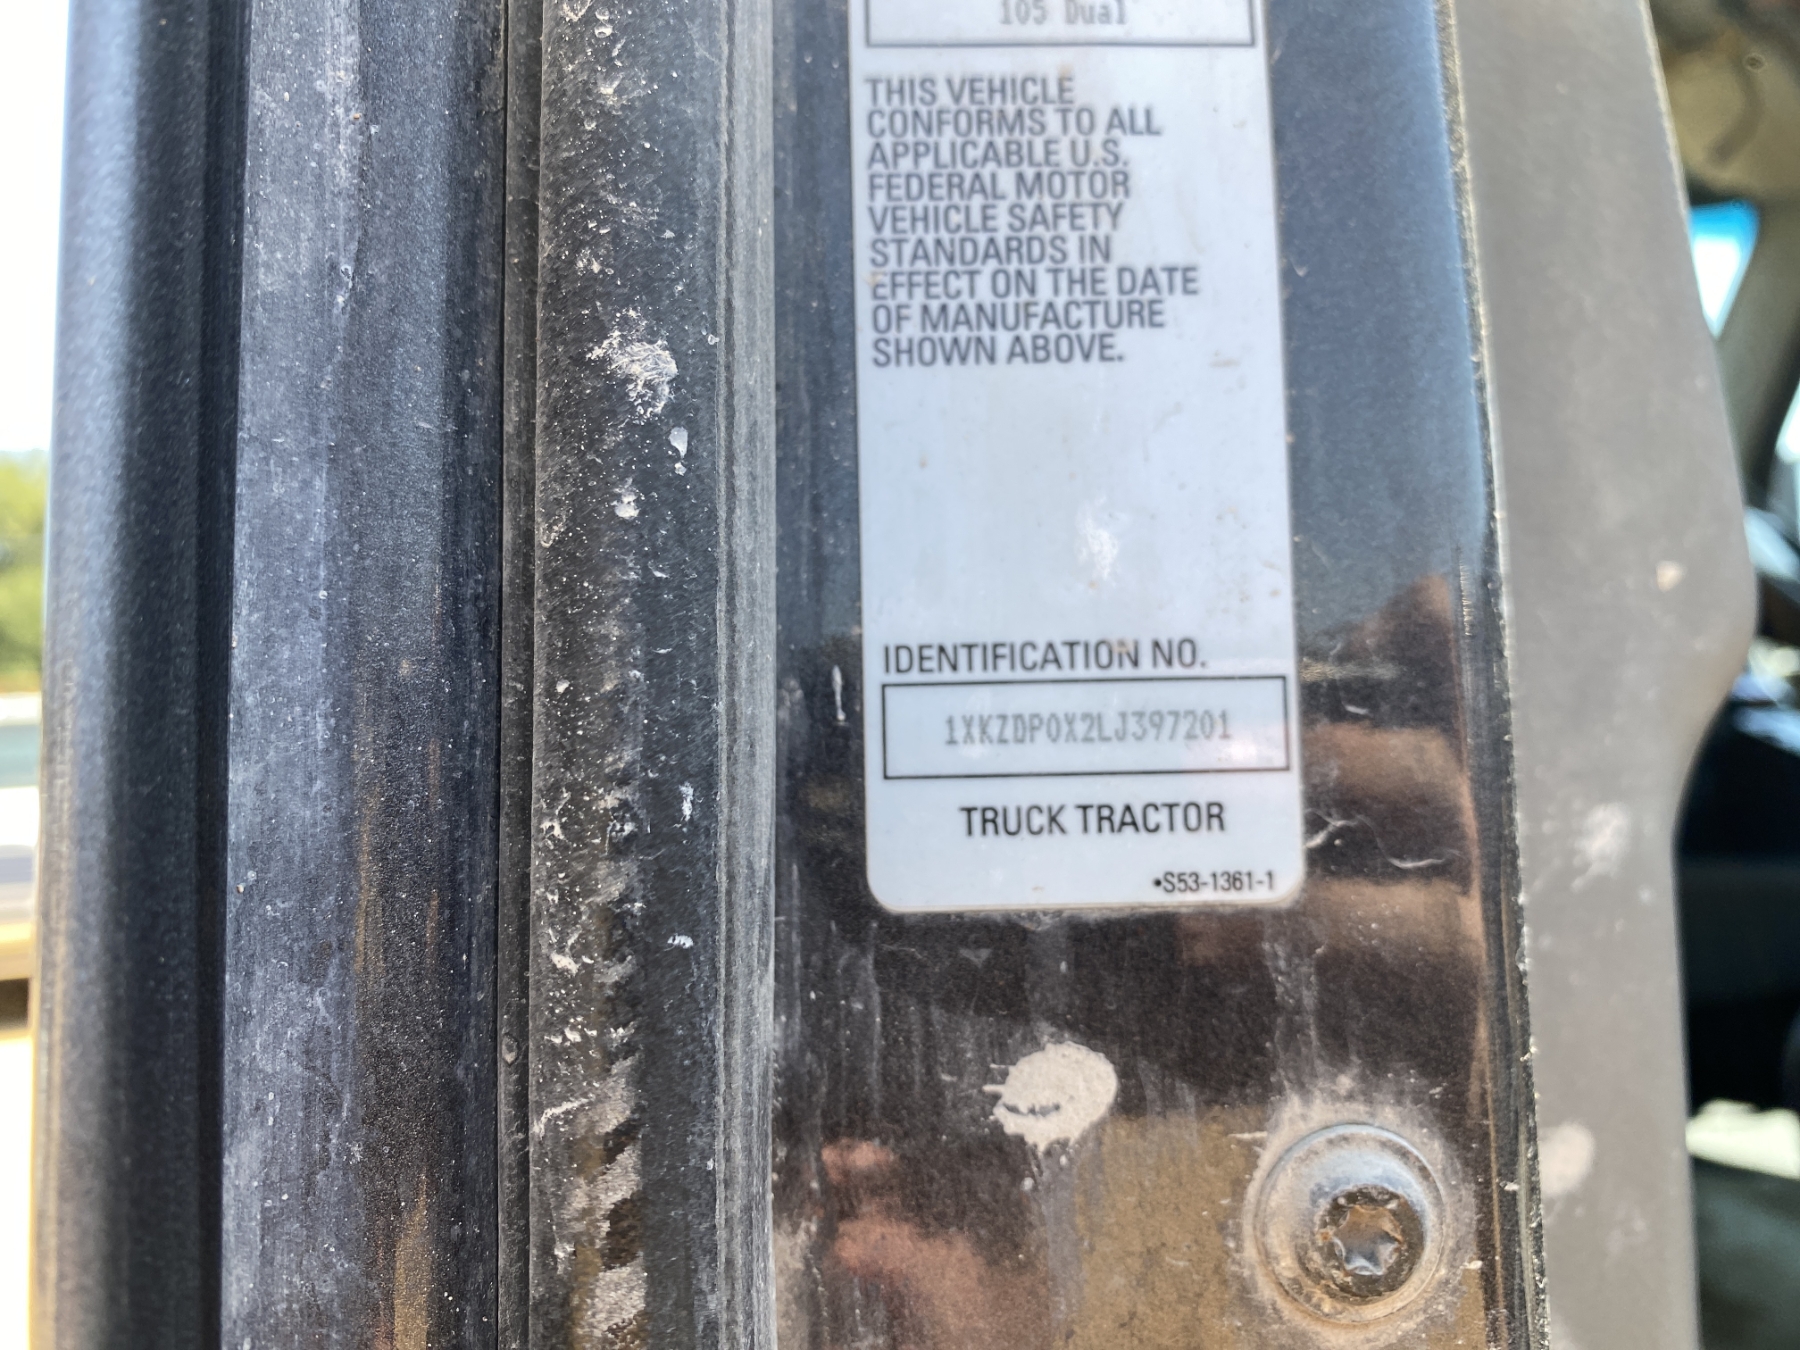 105 Dual
THIS VEHICLE
CONFORMS TO ALL
APPLICABLE U.S.
FEDERAL MOTOR
VEHICLE SAFETY
STANDARDS IN
EFFECT ON THE DATE
OF MANUFACTURE
SHOWN ABOVE.
IDENTIFICATION NO.
1XKZDP0X2LJ397201
TRUCK TRACTOR
•S53-1361-1